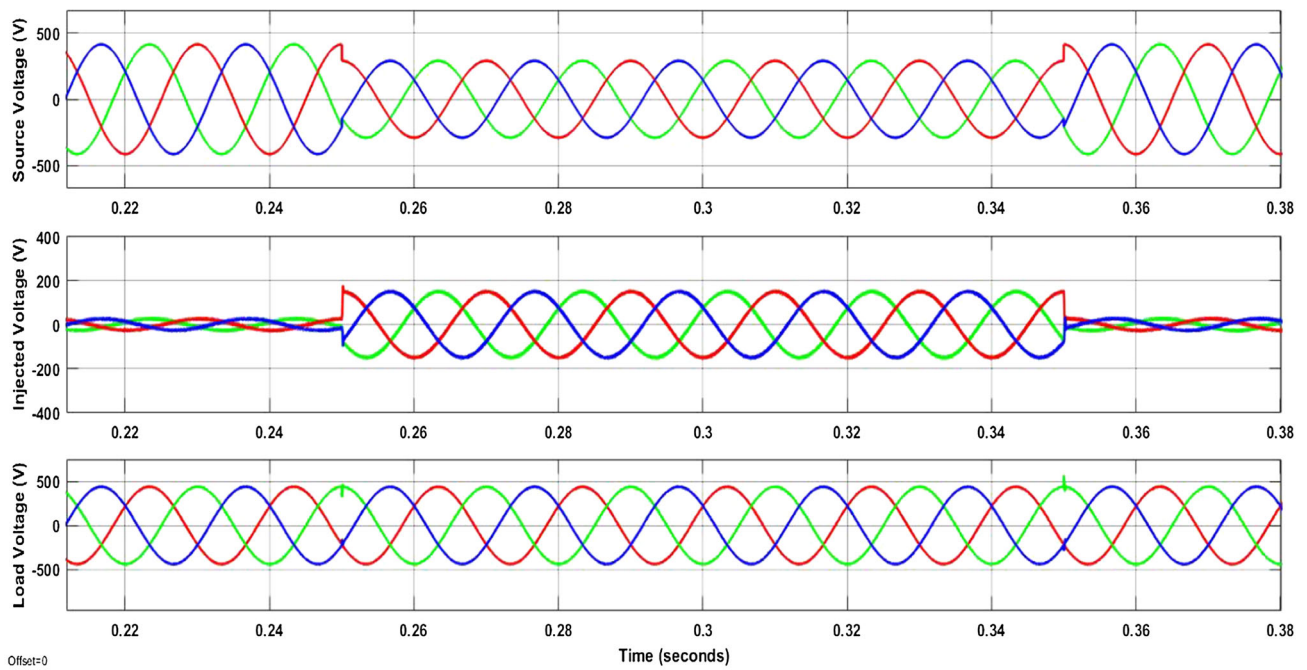 Source Voltage (V)
500
0
-500
0.22 0.24 0.26 0.28 0.3 0.32 0.34 0.36 0.38
Injected Voltage (V)
400
200
0
-200
-400
0.22 0.24 0.26 0.28 0.3 0.32 0.34 0.36 0.38
Load Voltage (V)
500
0
-500
0.22 0.24 0.26 0.28 0.3 0.32 0.34 0.36 0.38
Time (seconds)
Offset=0